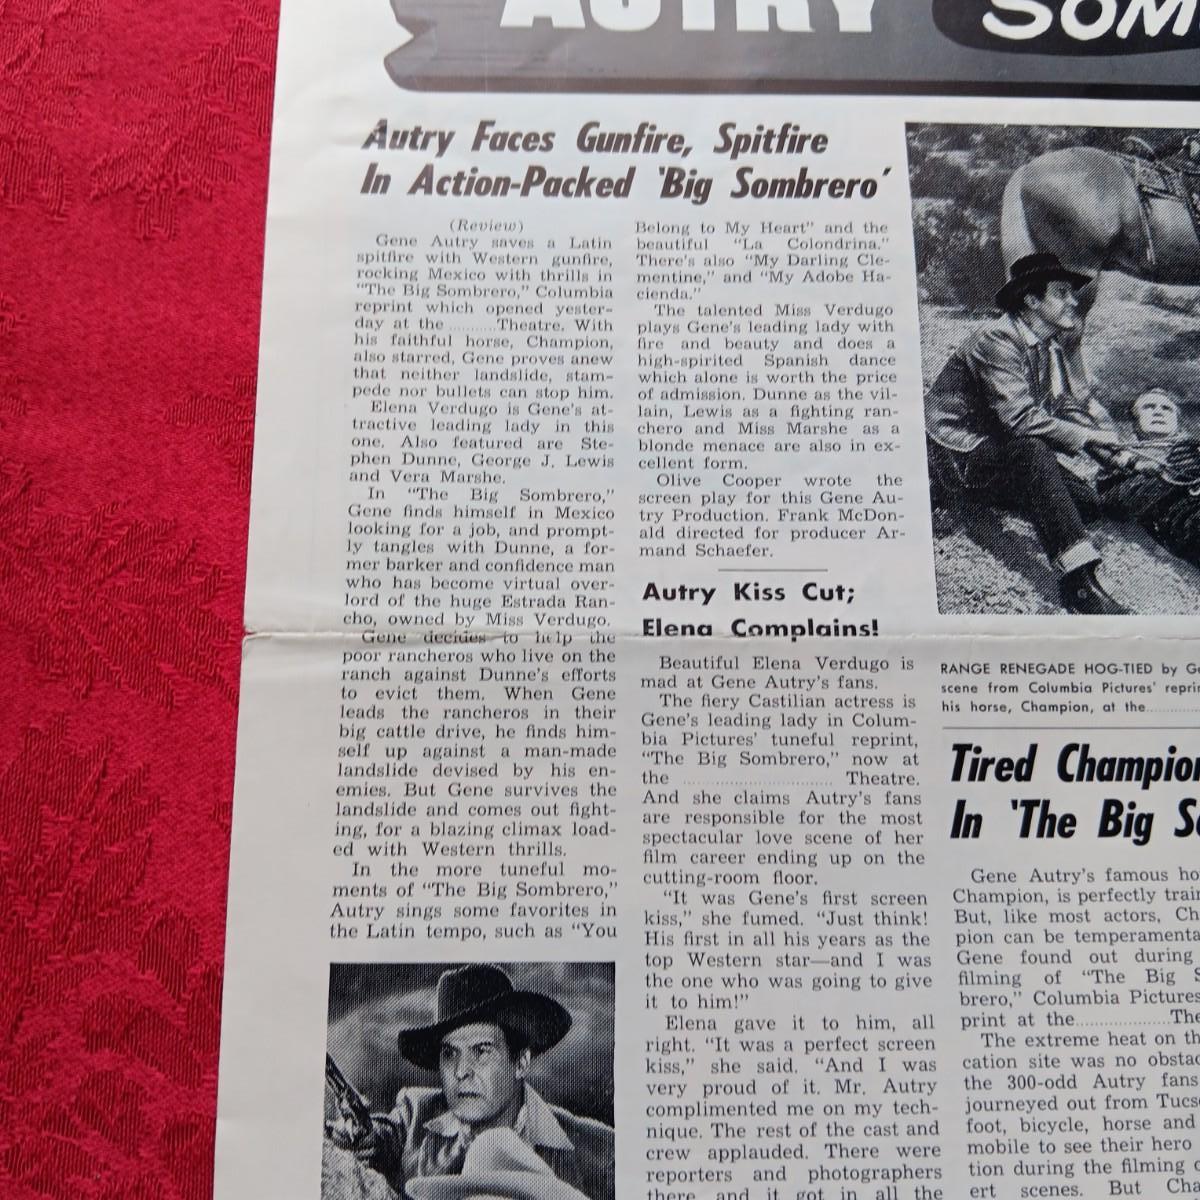 AUTRY
SOM
Autry Faces Gunfire, Spitfire
In Action-Packed 'Big Sombrero'
(Review)
Gene Autry saves a Latin
spitfire with Western gunfire,
rocking Mexico with thrills in
"The Big Sombrero," Columbia
reprint which opened yester-
day at the ..........Theatre. With
his faithful horse, Champion,
also starred, Gene proves anew
that neither landslide, stam-
pede nor bullets can stop him.
Elena Verdugo is Gene's at-
tractive leading lady in this
one. Also featured are Ste-
phen Dunne, George J. Lewis
and Vera Marshe.
In "The Big Sombrero,"
Gene finds himself in Mexico
looking for a job, and prompt-
ly tangles with Dunne, a for-
mer barker and confidence man
who has become virtual over-
lord of the huge Estrada Ran-
cho, owned by Miss Verdugo.
Gene decides to help the
poor rancheros who live on the
ranch against Dunne's efforts
to evict them. When Gene
leads the rancheros in their
big cattle drive, he finds him-
self up against a man-made
landslide devised by his en-
emies. But Gene survives the
landslide and comes out fight-
ing, for a blazing climax load-
ed with Western thrills.
In the more tuneful mo-
ments of "The Big Sombrero,"
Autry sings some favorites in
the Latin tempo, such as "You
Belong to My Heart" and the
beautiful "La Colondrina."
There's also "My Darling Cle-
mentine," and "My Adobe Ha-
cienda."
The talented Miss Verdugo
plays Gene's leading lady with
fire and beauty and does a
high-spirited Spanish dance
which alone is worth the price
of admission. Dunne as the vil-
lain, Lewis as a fighting ran-
chero and Miss Marshe as a
blonde menace are also in ex-
cellent form.
Olive Cooper wrote the
screen play for this Gene Au-
try Production. Frank McDon-
ald directed for producer Ar-
mand Schaefer.
Autry Kiss Cut;
Elena Complains!
Beautiful Elena Verdugo is
mad at Gene Autry's fans.
The fiery Castilian actress is
Gene's leading lady in Colum-
bia Pictures' tuneful reprint,
"The Big Sombrero," now at
the .............................. Theatre.
And she claims Autry's fans
are responsible for the most
spectacular love scene of her
film career ending up on the
cutting-room floor.
"It was Gene's first screen
kiss," she fumed. "Just think!
His first in all his years as the
top Western star—and I was
the one who was going to give
it to him!"
Elena gave it to him, all
right. "It was a perfect screen
kiss," she said. "And I was
very proud of it. Mr. Autry
complimented me on my tech-
nique. The rest of the cast and
crew applauded. There were
reporters and photographers
there, and it got in all the
RANGE RENEGADE HOG-TIED by Ge
scene from Columbia Pictures' repri
his horse, Champion, at the..........
Tired Champion
In 'The Big So
Gene Autry's famous ho
Champion, is perfectly train
But, like most actors, Ch
pion can be temperamenta
Gene found out during
filming of "The Big S
brero," Columbia Pictures
print at the....................The
The extreme heat on th
cation site was no obstac
the 300-odd Autry fans
journeyed out from Tucs
foot, bicycle, horse and
mobile to see their hero
tion during the filming o
ert scenes. But Cha